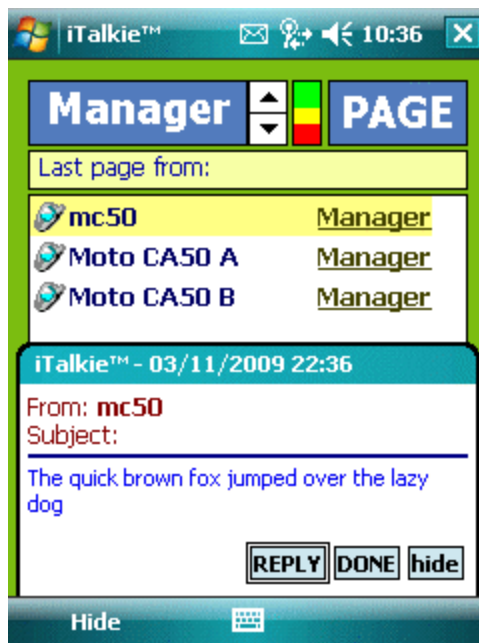 iTalkie™ 10:36
Manager PAGE
Last page from:
mc50 Manager
Moto CA50 A Manager
Moto CA50 B Manager
iTalkie™ - 03/11/2009 22:36
From: mc50
Subject:
The quick brown fox jumped over the lazy
dog
REPLY DONE hide
Hide